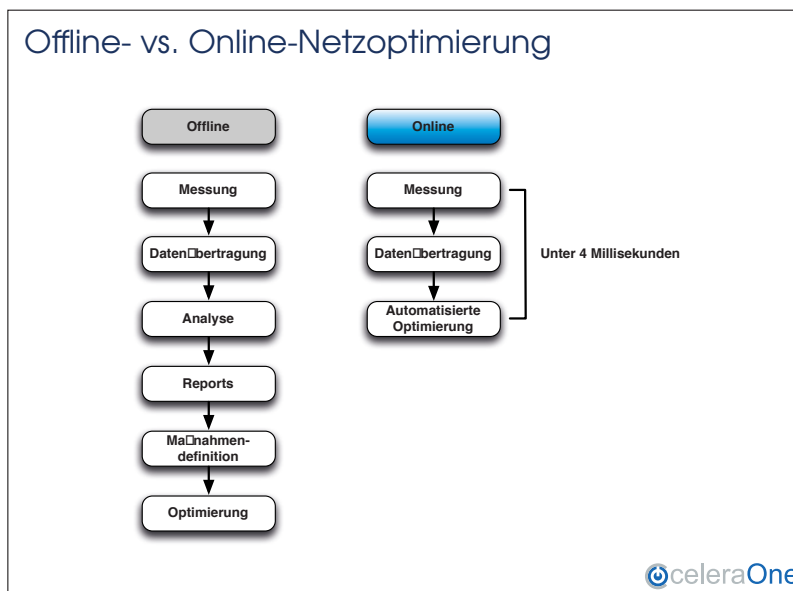 Offline- vs. Online-Netzoptimierung
Offline
Messung
Daten□bertragung
Analyse
Reports
Ma□nahmen-
definition
Optimierung
Online
Messung
Daten□bertragung
Automatisierte
Optimierung
Unter 4 Millisekunden
celeraOne